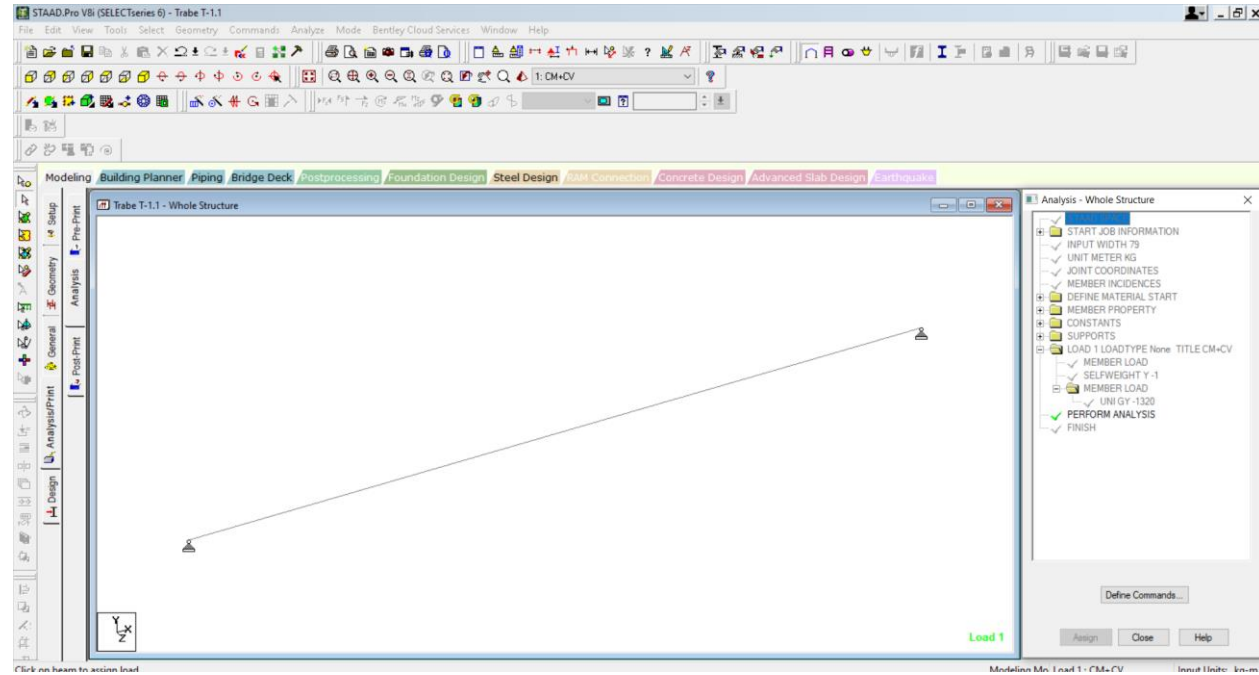 STAAD.Pro V8i (SELECTseries 6) - Trabe T-1.1
File Edit View Tools Select Geometry Commands Analyze Mode Bentley Cloud Services Window Help
1: CM+CV
Modeling Building Planner Piping Bridge Deck Postprocessing Foundation Design Steel Design RAM Connection Concrete Design Advanced Slab Design Earthquake
Setup
Geometry
General
Analysis/Print
Design
Pre-Print
Analysis
Post-Print
Trabe T-1.1 - Whole Structure
Y
X
Z
Load 1
Analysis - Whole Structure
STAAD SPACE
START JOB INFORMATION
INPUT WIDTH 79
UNIT METER KG
JOINT COORDINATES
MEMBER INCIDENCES
DEFINE MATERIAL START
MEMBER PROPERTY
CONSTANTS
SUPPORTS
LOAD 1 LOADTYPE None TITLE CM+CV
MEMBER LOAD
SELFWEIGHT Y -1
MEMBER LOAD
UNI GY -1320
PERFORM ANALYSIS
FINISH
Define Commands...
Assign Close Help
Click on beam to assign load
Modeling Mo Load 1 : CM+CV Input Units: kg-m